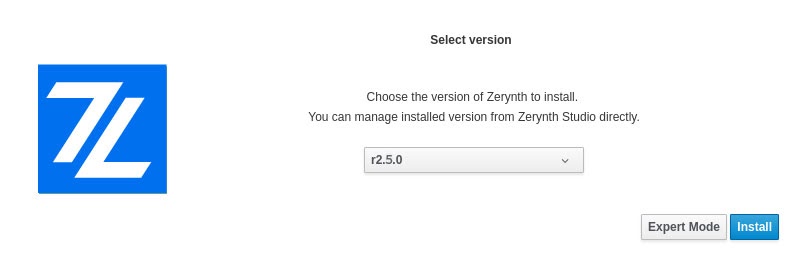 Select version
Choose the version of Zerynth to install.
You can manage installed version from Zerynth Studio directly.
r2.5.0
Expert Mode
Install